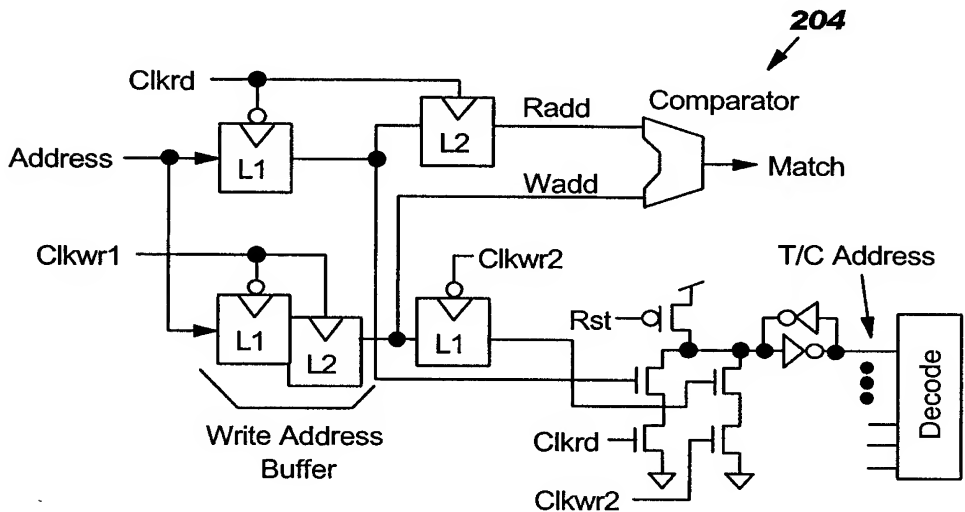 204
Clkrd
Comparator
Radd
L2
Address
L1
Match
Wadd
Clkwr1
Clkwr2
T/C Address
Rst
L1
L1
L2
Decode
Write Address
Buffer
Clkrd
Clkwr2